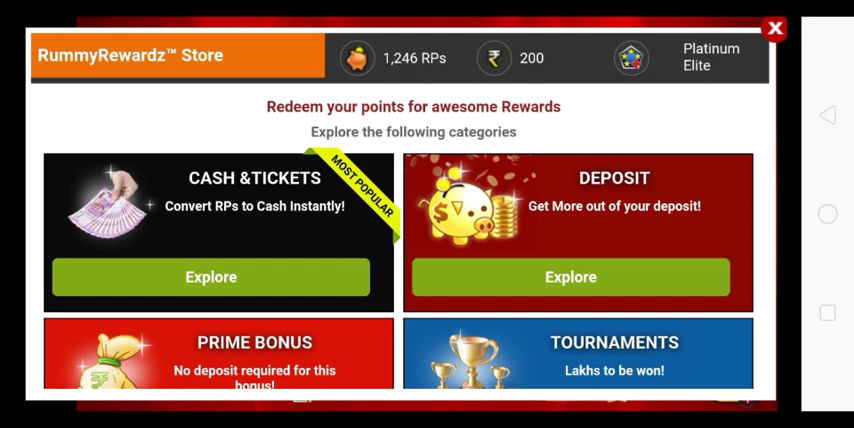 RummyRewardz™ Store
1,246 RPs
₹
200
Platinum
Elite
X
Redeem your points for awesome Rewards
Explore the following categories
CASH &TICKETS
Convert RPs to Cash Instantly!
MOST POPULAR
Explore
DEPOSIT
Get More out of your deposit!
Explore
PRIME BONUS
No deposit required for this
bonus!
TOURNAMENTS
Lakhs to be won!